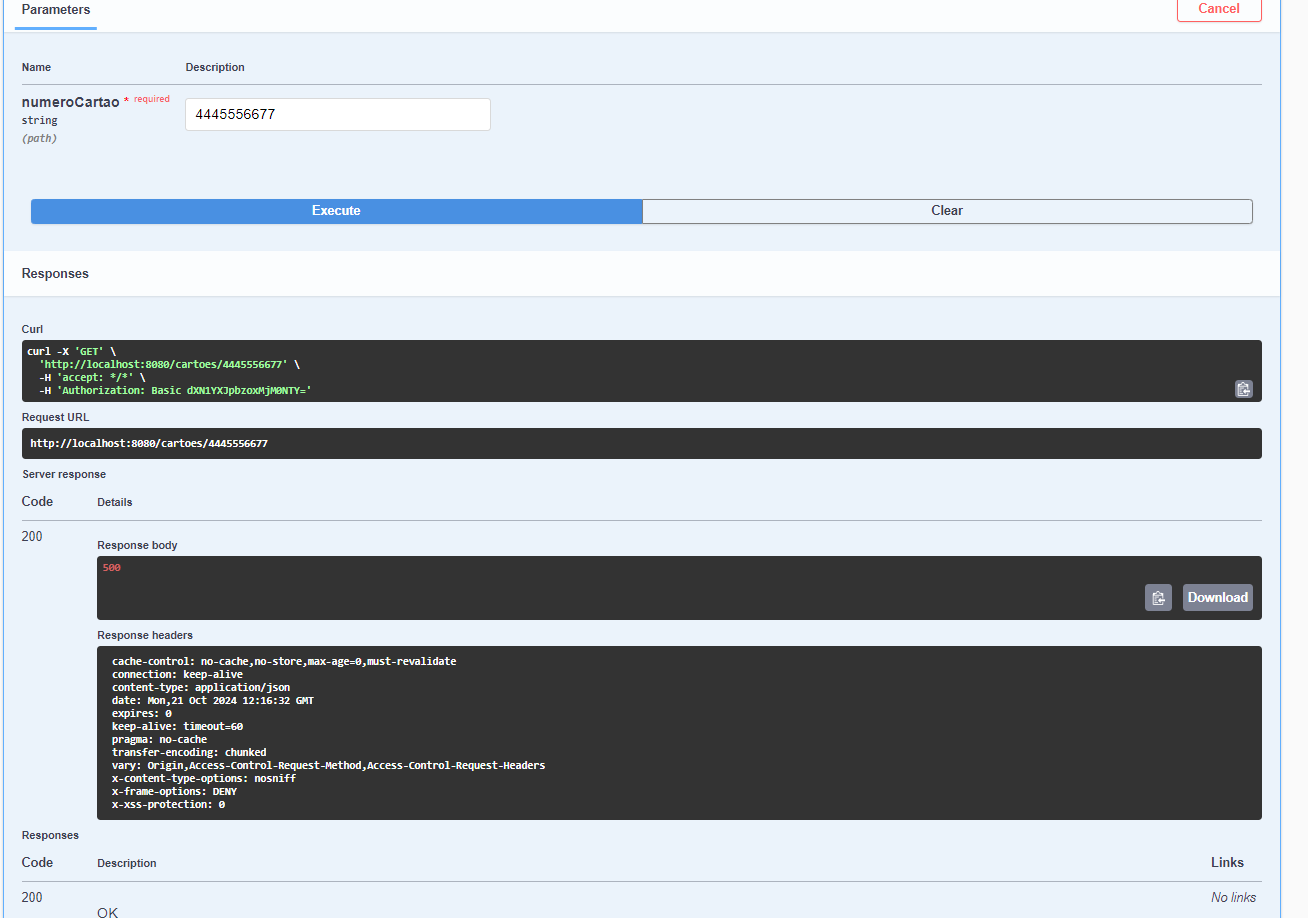 Parameters
Cancel
Name Description
numeroCartao * required
string
(path)
4445556677
Execute Clear
Responses
Curl
curl -X 'GET' \
'http://localhost:8080/cartoes/4445556677' \
-H 'accept: */*' \
-H 'Authorization: Basic dXN1YXJpbzoxMjM0NTY='
Request URL
http://localhost:8080/cartoes/4445556677
Server response
Code Details
200
Response body
500
Download
Response headers
cache-control: no-cache,no-store,max-age=0,must-revalidate
connection: keep-alive
content-type: application/json
date: Mon,21 Oct 2024 12:16:32 GMT
expires: 0
keep-alive: timeout=60
pragma: no-cache
transfer-encoding: chunked
vary: Origin,Access-Control-Request-Method,Access-Control-Request-Headers
x-content-type-options: nosniff
x-frame-options: DENY
x-xss-protection: 0
Responses
Code Description Links
200 No links
OK